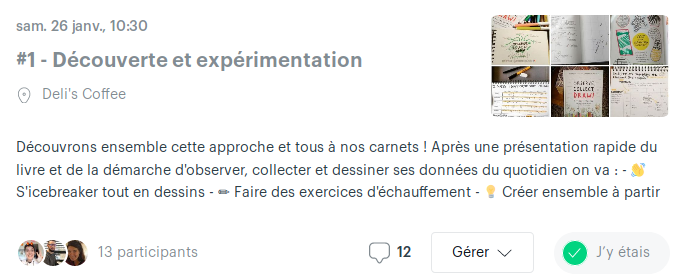 sam. 26 janv., 10:30
#1 - Découverte et expérimentation
Deli's Coffee
Découvrons ensemble cette approche et tous à nos carnets ! Après une présentation rapide du
livre et de la démarche d'observer, collecter et dessiner ses données du quotidien on va : - 👋
S'icebreaker tout en dessins - ✏ Faire des exercices d'échauffement - 💡 Créer ensemble à partir
13 participants
12
Gérer
J'y étais
DRAW!
OBSERVE
COLLECT
DRAW!